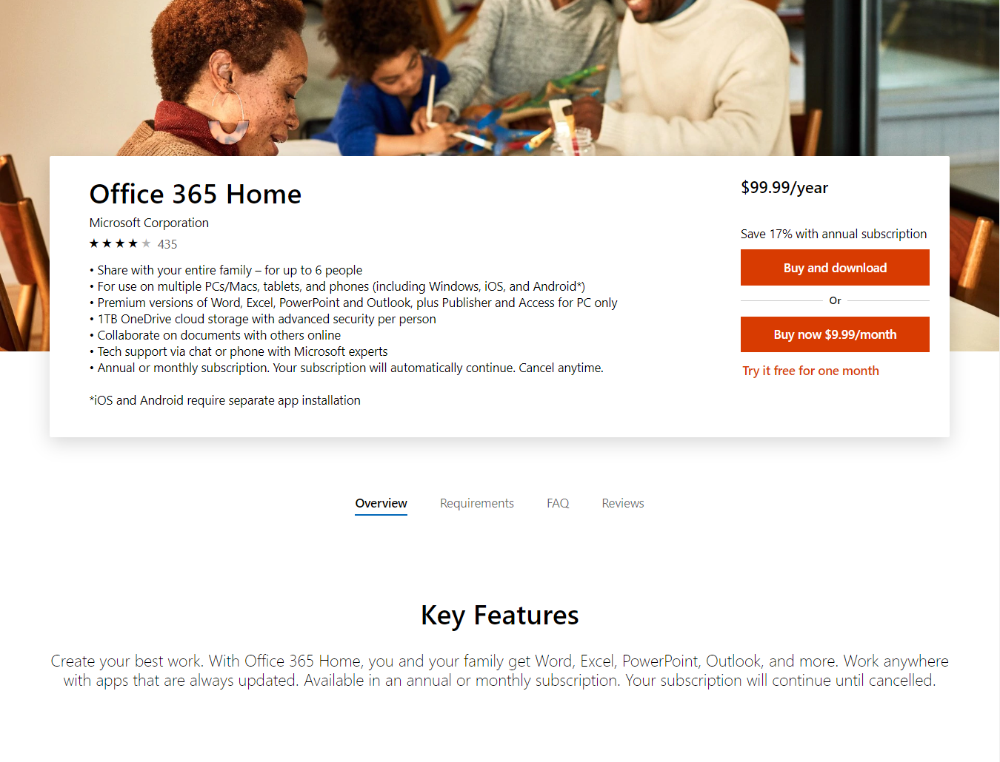 Office 365 Home
Microsoft Corporation
★★★★★ 435
• Share with your entire family – for up to 6 people
• For use on multiple PCs/Macs, tablets, and phones (including Windows, iOS, and Android*)
• Premium versions of Word, Excel, PowerPoint and Outlook, plus Publisher and Access for PC only
• 1TB OneDrive cloud storage with advanced security per person
• Collaborate on documents with others online
• Tech support via chat or phone with Microsoft experts
• Annual or monthly subscription. Your subscription will automatically continue. Cancel anytime.
*iOS and Android require separate app installation
$99.99/year
Save 17% with annual subscription
Buy and download
Or
Buy now $9.99/month
Try it free for one month
Overview Requirements FAQ Reviews
Key Features
Create your best work. With Office 365 Home, you and your family get Word, Excel, PowerPoint, Outlook, and more. Work anywhere
with apps that are always updated. Available in an annual or monthly subscription. Your subscription will continue until cancelled.